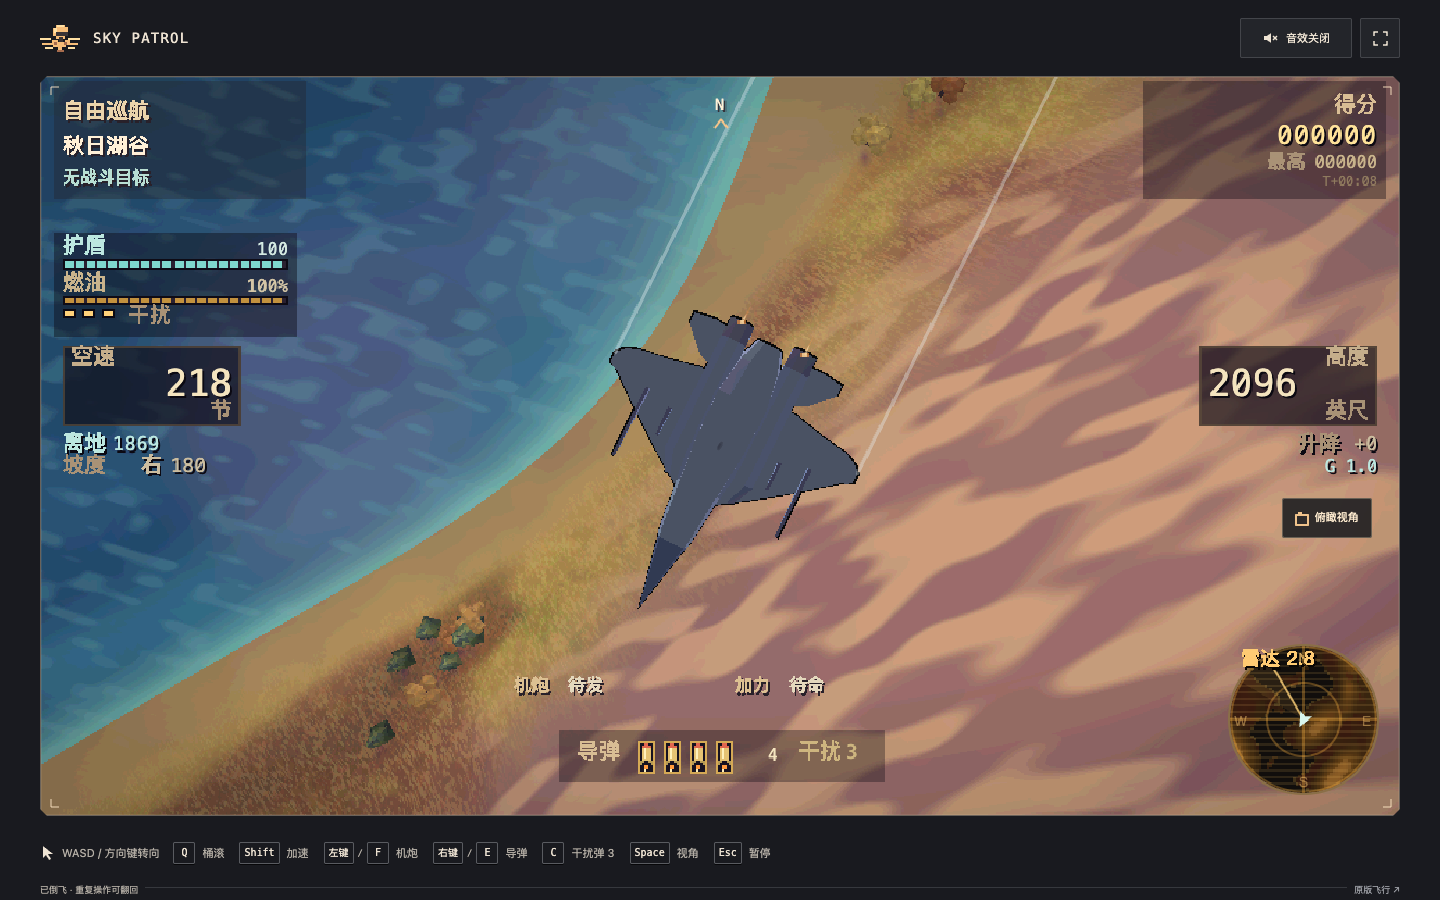 SKY PATROL
音效关闭
自由巡航
秋日湖谷
无战斗目标
N
得分
000000
最高 000000
T+00:08
护盾 100
燃油 100%
干扰
空速
218
节
离地 1869
坡度 右 180
高度
2096
英尺
升降 +0
G 1.0
俯瞰视角
雷达 2.8
W E
S
机炮 待发 加力 待命
导弹 4 干扰 3
WASD / 方向键转向 Q 桶滚 Shift 加速 左键 / F 机炮 右键 / E 导弹 C 干扰弹 3 Space 视角 Esc 暂停
已倒飞 · 重复操作可翻回
原版飞行 ↗